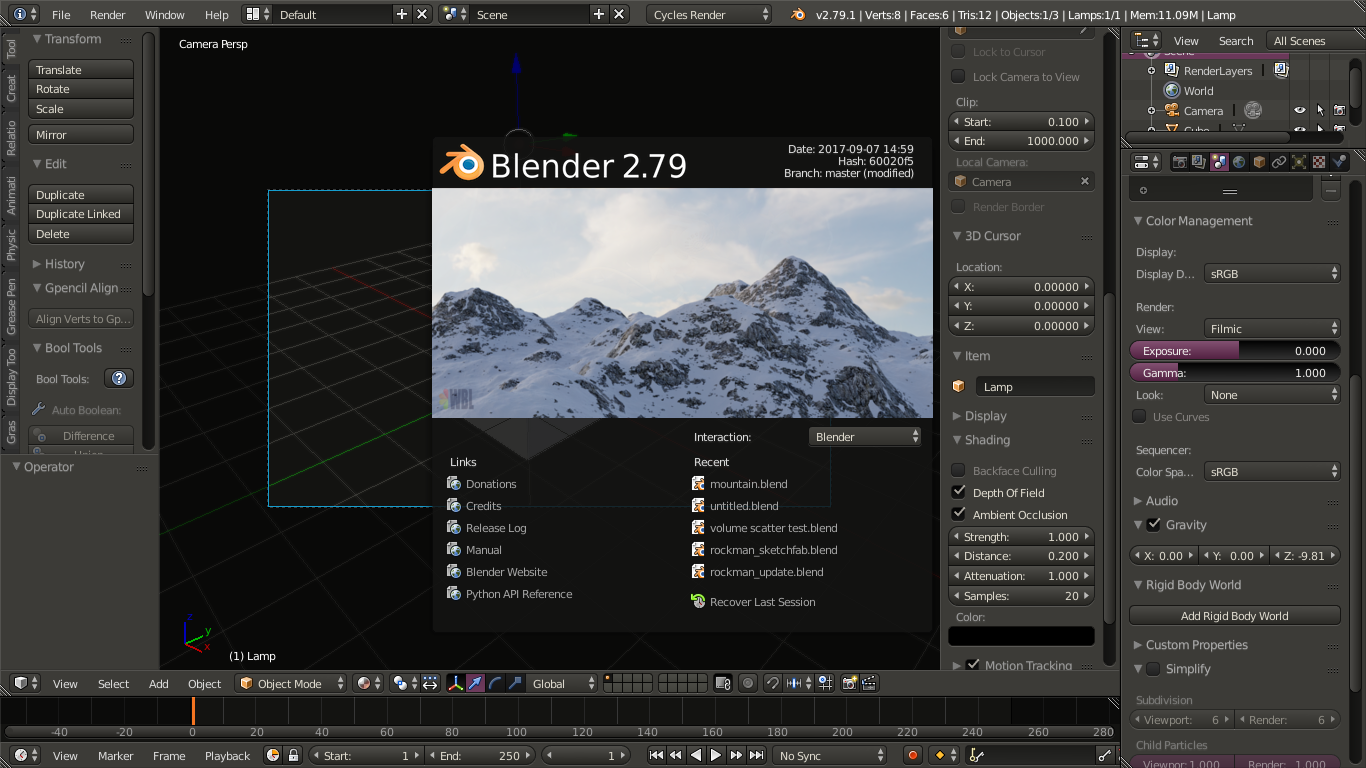 File Render Window Help Default Scene Cycles Render v2.79.1 | Verts:8 | Faces:6 | Tris:12 | Objects:1/3 | Lamps:1/1 | Mem:11.09M | Lamp
Tool
Creat
Relatio
Animati
Physic
Grease Pen
Display Too
Gras
Transform
Translate
Rotate
Scale
Mirror
Edit
Duplicate
Duplicate Linked
Delete
History
Gpencil Align
Align Verts to Gp...
Bool Tools
Bool Tools:
Auto Boolean:
Difference
Union
Operator
Camera Persp
Blender 2.79
Date: 2017-09-07 14:59
Hash: 60020f5
Branch: master (modified)
WBL
Interaction: Blender
Links
Donations
Credits
Release Log
Manual
Blender Website
Python API Reference
Recent
mountain.blend
untitled.blend
volume scatter test.blend
rockman_sketchfab.blend
rockman_update.blend
Recover Last Session
z
y
x
(1) Lamp
Lock to Cursor
Lock Camera to View
Clip:
Start: 0.100
End: 1000.000
Local Camera:
Camera
Render Border
3D Cursor
Location:
X: 0.00000
Y: 0.00000
Z: 0.00000
Item
Lamp
Display
Shading
Backface Culling
Depth Of Field
Ambient Occlusion
Strength: 1.000
Distance: 0.200
Attenuation: 1.000
Samples: 20
Color:
Motion Tracking
View Search All Scenes
Scene
RenderLayers
World
Camera
Cube
Color Management
Display:
Display D... sRGB
Render:
View: Filmic
Exposure: 0.000
Gamma: 1.000
Look: None
Use Curves
Sequencer:
Color Spa... sRGB
Audio
Gravity
X: 0.00 Y: 0.00 Z: -9.81
Rigid Body World
Add Rigid Body World
Custom Properties
Simplify
Subdivision
Viewport: 6 Render: 6
Child Particles
Viewpor: 1.000 Render: 1.000
View Select Add Object Object Mode Global
-40 -20 0 20 40 60 80 100 120 140 160 180 200 220 240 260 280
View Marker Frame Playback Start: 1 End: 250 1 No Sync